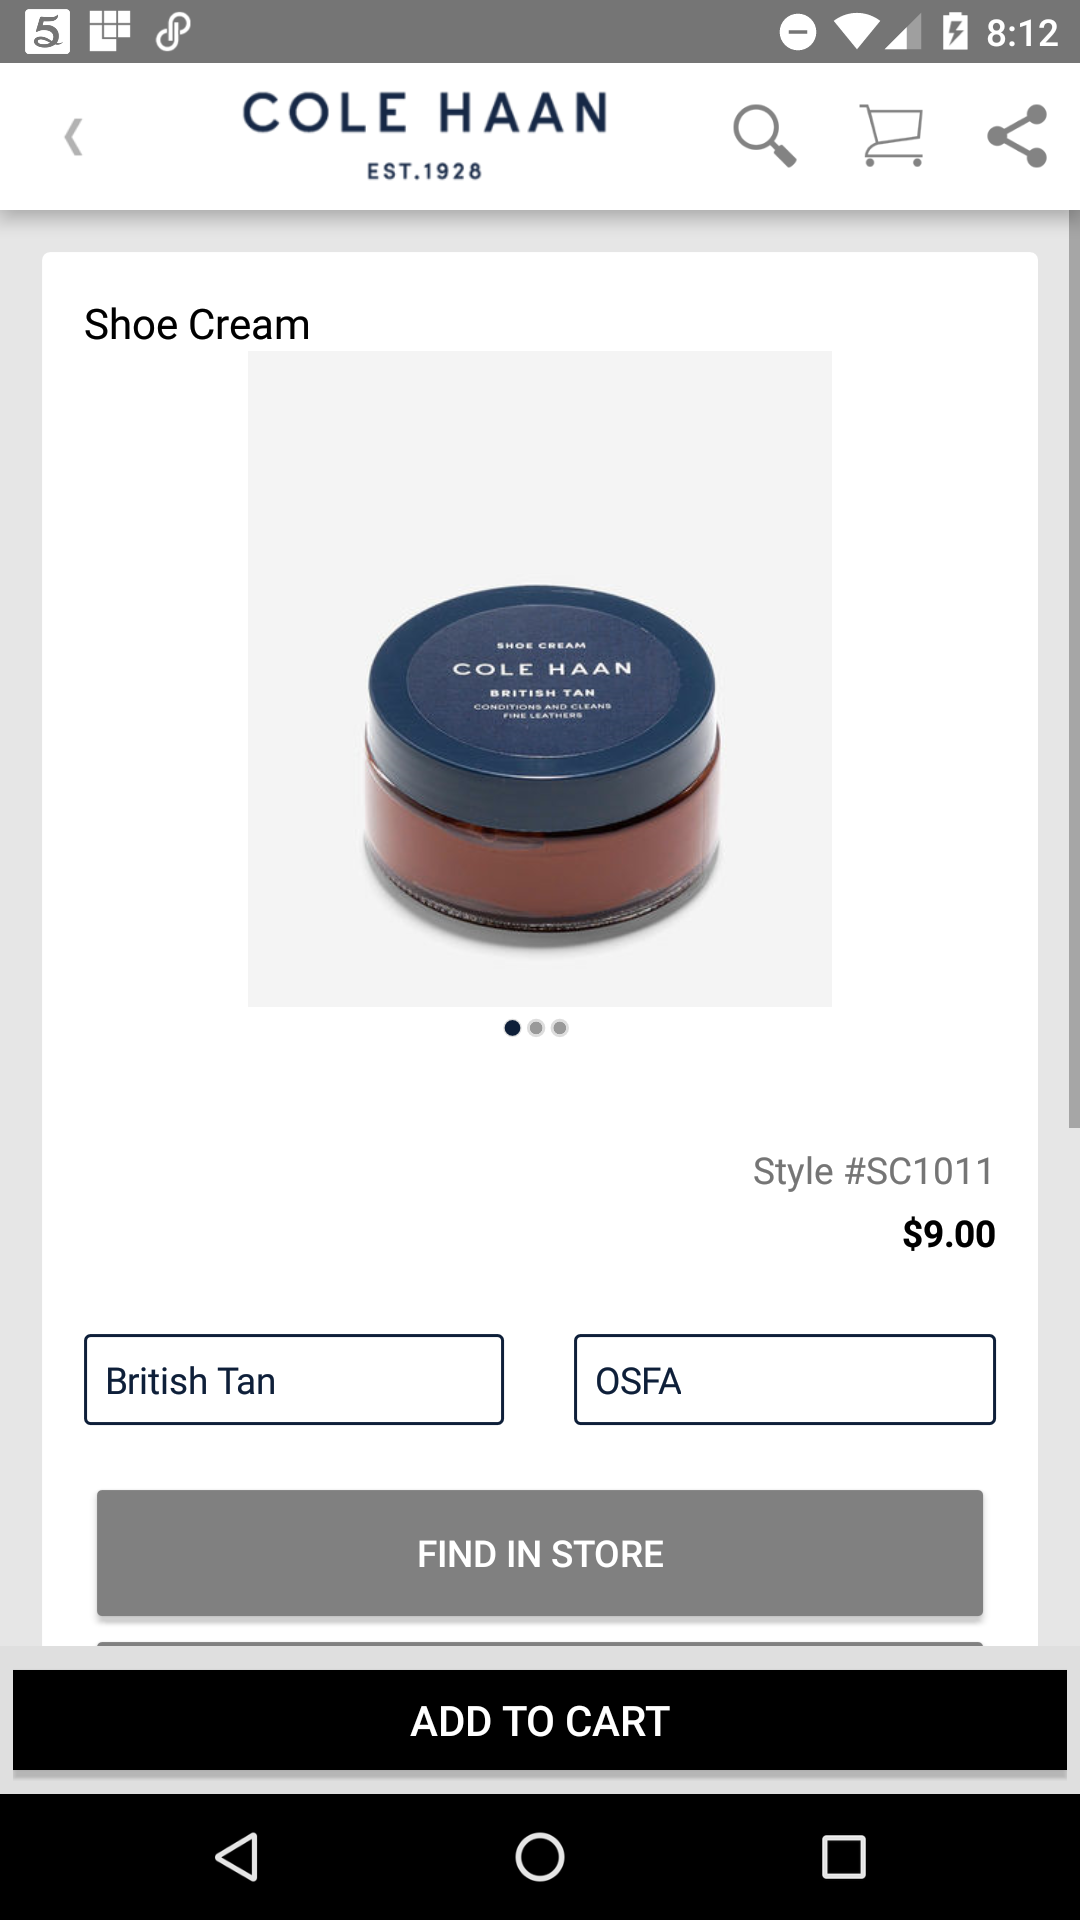 8:12
COLE HAAN
EST.1928
Shoe Cream
SHOE CREAM
COLE HAAN
BRITISH TAN
CONDITIONS AND CLEANS
FINE LEATHERS
Style #SC1011
$9.00
British Tan
OSFA
FIND IN STORE
ADD TO CART